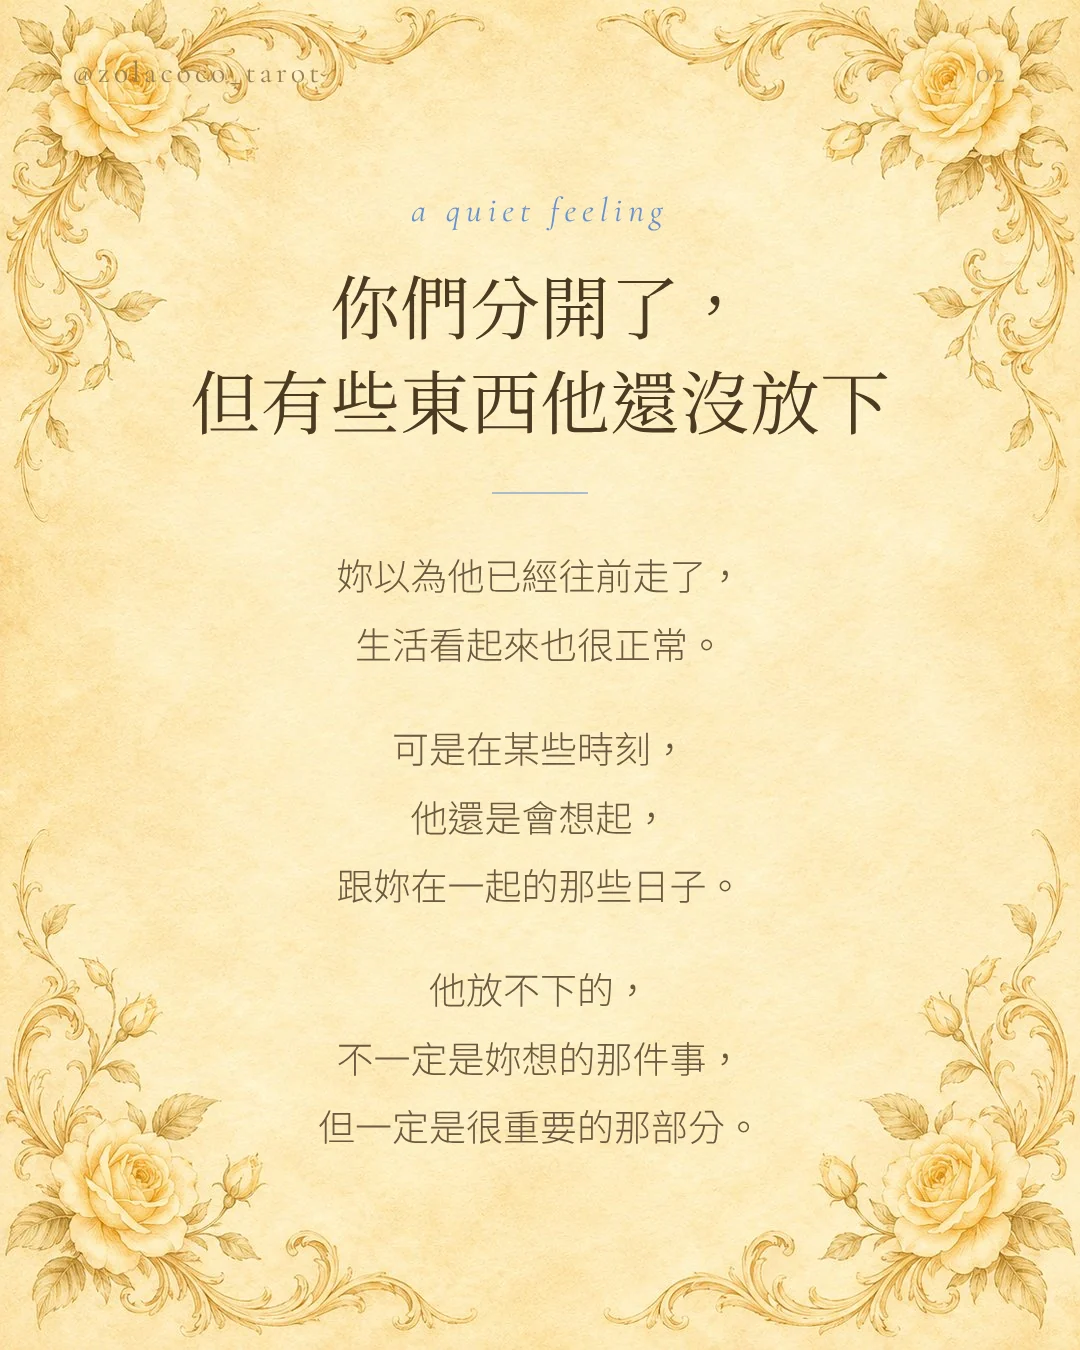 @zolacoco_tarot
02
a quiet feeling
你們分開了，
但有些東西他還沒放下
妳以為他已經往前走了，
生活看起來也很正常。
可是在某些時刻，
他還是會想起，
跟妳在一起的那些日子。
他放不下的，
不一定是妳想的那件事，
但一定是很重要的那部分。